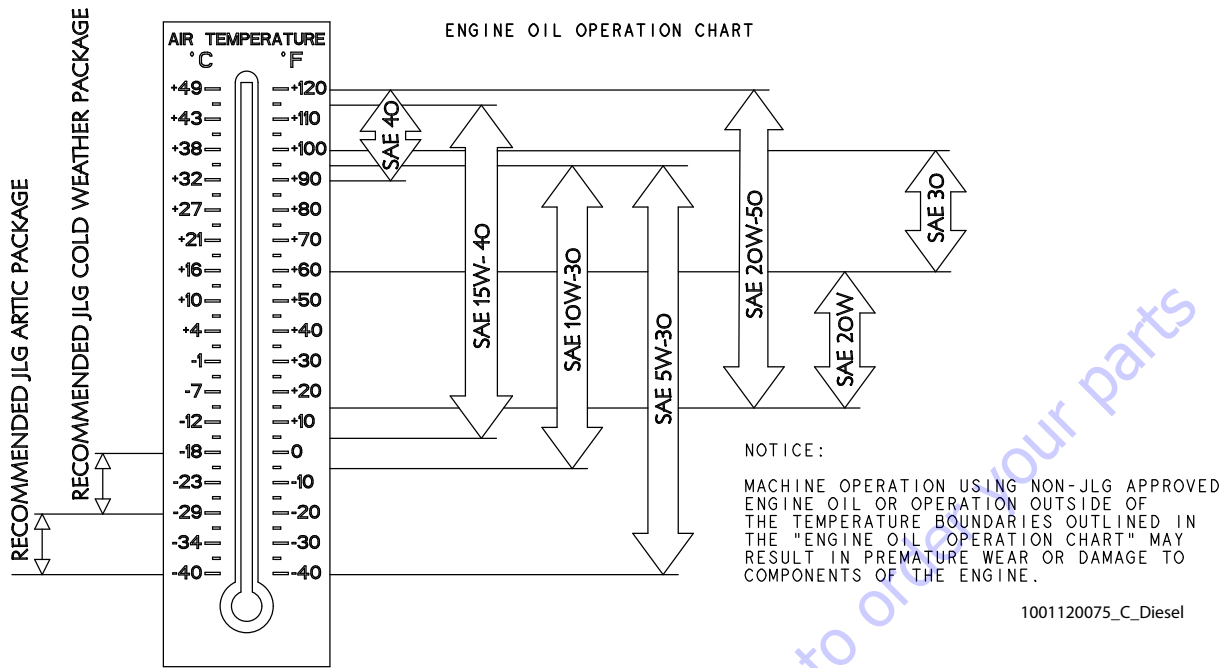 ENGINE OIL OPERATION CHART
AIR TEMPERATURE
°C °F
+49 +120
+43 +110
+38 +100
+32 +90
+27 +80
+21 +70
+16 +60
+10 +50
+4 +40
-1 +30
-7 +20
-12 +10
-18 0
-23 -10
-29 -20
-34 -30
-40 -40
RECOMMENDED JLG ARTIC PACKAGE
RECOMMENDED JLG COLD WEATHER PACKAGE
SAE 40
SAE 15W-40
SAE 10W-30
SAE 5W-30
SAE 20W-50
SAE 20W
SAE 30
NOTICE:
MACHINE OPERATION USING NON-JLG APPROVED
ENGINE OIL OR OPERATION OUTSIDE OF
THE TEMPERATURE BOUNDARIES OUTLINED IN
THE "ENGINE OIL OPERATION CHART" MAY
RESULT IN PREMATURE WEAR OR DAMAGE TO
COMPONENTS OF THE ENGINE.
1001120075_C_Diesel
to order your parts